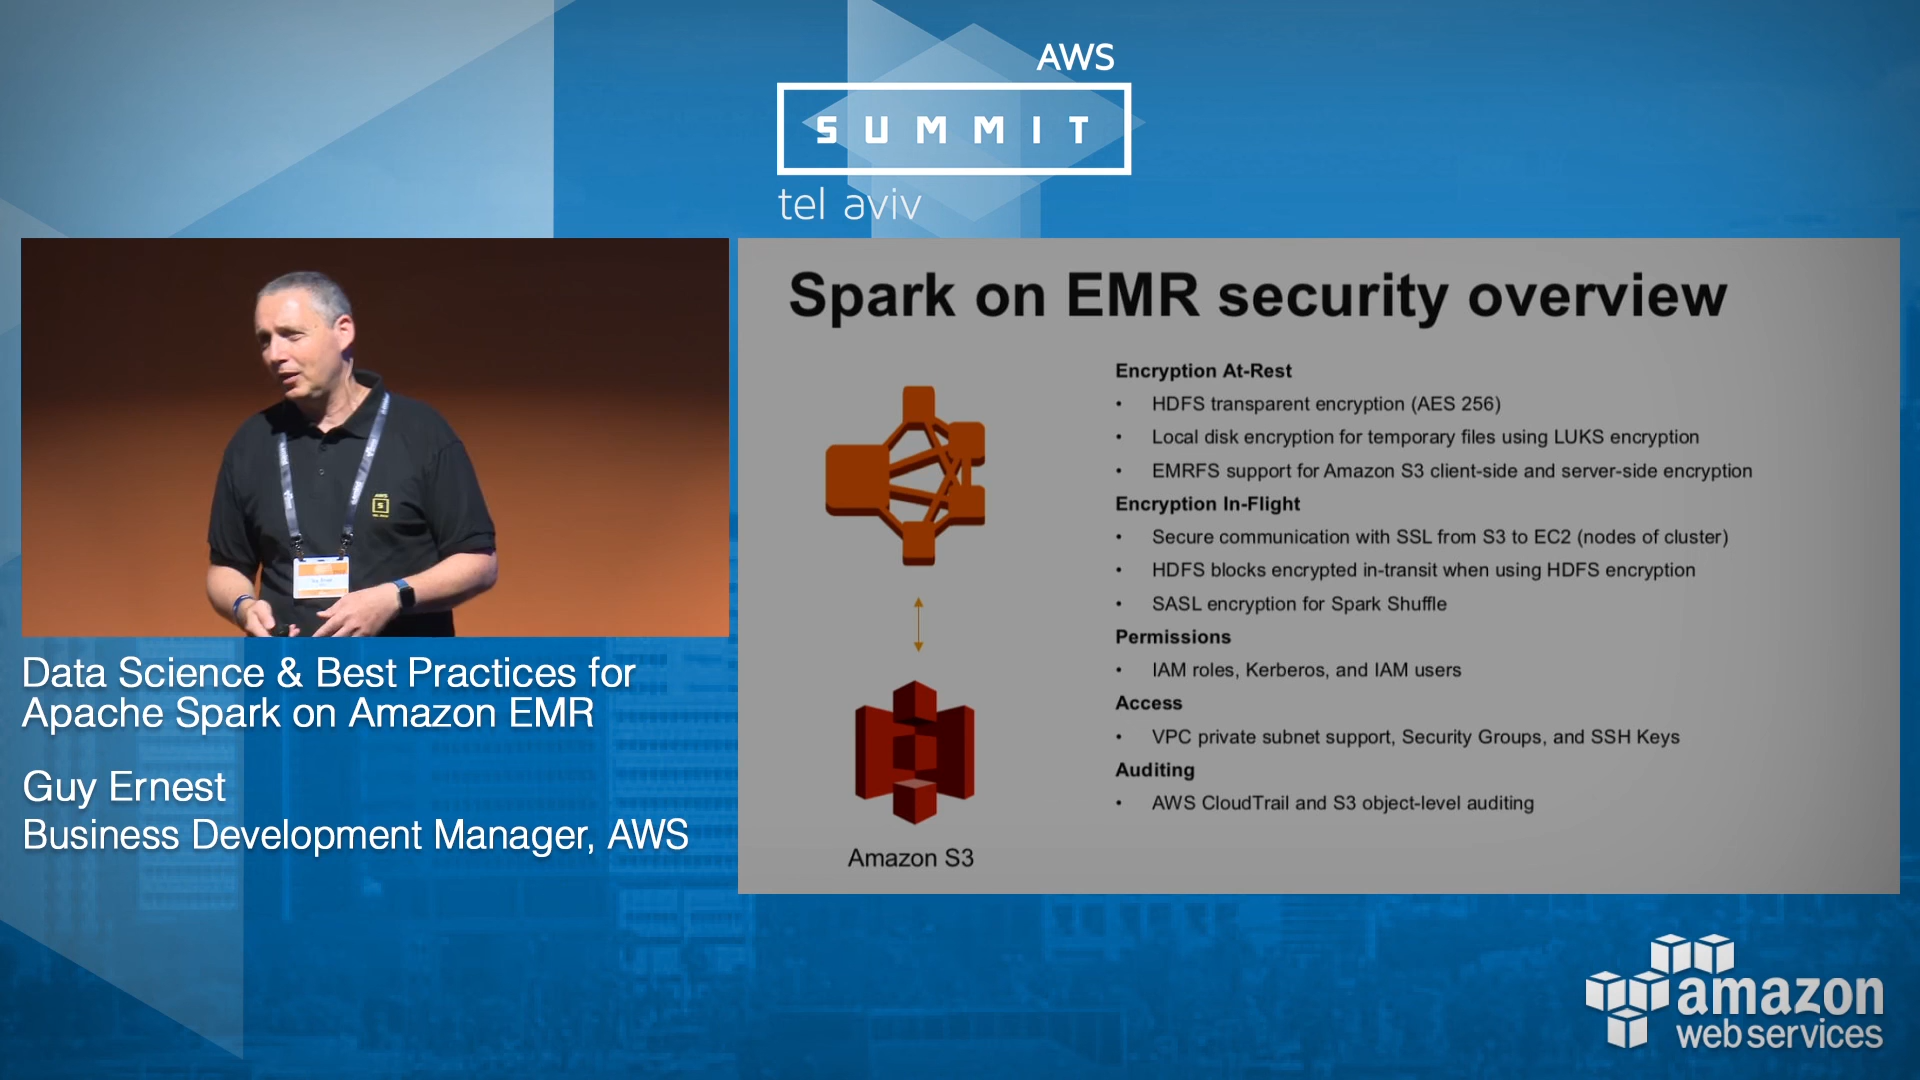 AWS
SUMMIT
tel aviv
Spark on EMR security overview
Encryption At-Rest
• HDFS transparent encryption (AES 256)
• Local disk encryption for temporary files using LUKS encryption
• EMRFS support for Amazon S3 client-side and server-side encryption
Encryption In-Flight
• Secure communication with SSL from S3 to EC2 (nodes of cluster)
• HDFS blocks encrypted in-transit when using HDFS encryption
• SASL encryption for Spark Shuffle
Permissions
• IAM roles, Kerberos, and IAM users
Access
• VPC private subnet support, Security Groups, and SSH Keys
Auditing
• AWS CloudTrail and S3 object-level auditing
Amazon S3
AWS
S
Data Science & Best Practices for
Apache Spark on Amazon EMR
Guy Ernest
Business Development Manager, AWS
amazon
web services